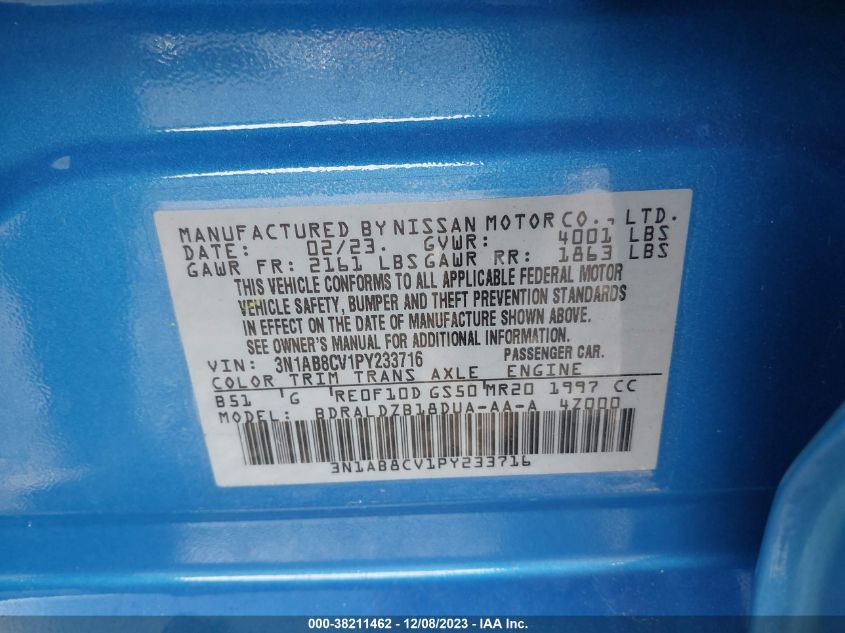 MANUFACTURED BY NISSAN MOTOR CO., LTD.
DATE: 02/23. GVWR: 4001 LBS
GAWR FR: 2161 LBS GAWR RR: 1863 LBS
THIS VEHICLE CONFORMS TO ALL APPLICABLE FEDERAL MOTOR
VEHICLE SAFETY, BUMPER AND THEFT PREVENTION STANDARDS
IN EFFECT ON THE DATE OF MANUFACTURE SHOWN ABOVE.
SEE OWNER'S MANUAL FOR ADDITIONAL INFORMATION.
VIN: 3N1AB8CV1PY233716 PASSENGER CAR.
COLOR TRIM TRANS AXLE ENGINE
B51 G RE0F10D GS50 MR20 1997 CC
MODEL: BDRALDZB18DUA-AA-A 4Z000
3N1AB8CV1PY233716
000-38211462 - 12/08/2023 - IAA Inc.